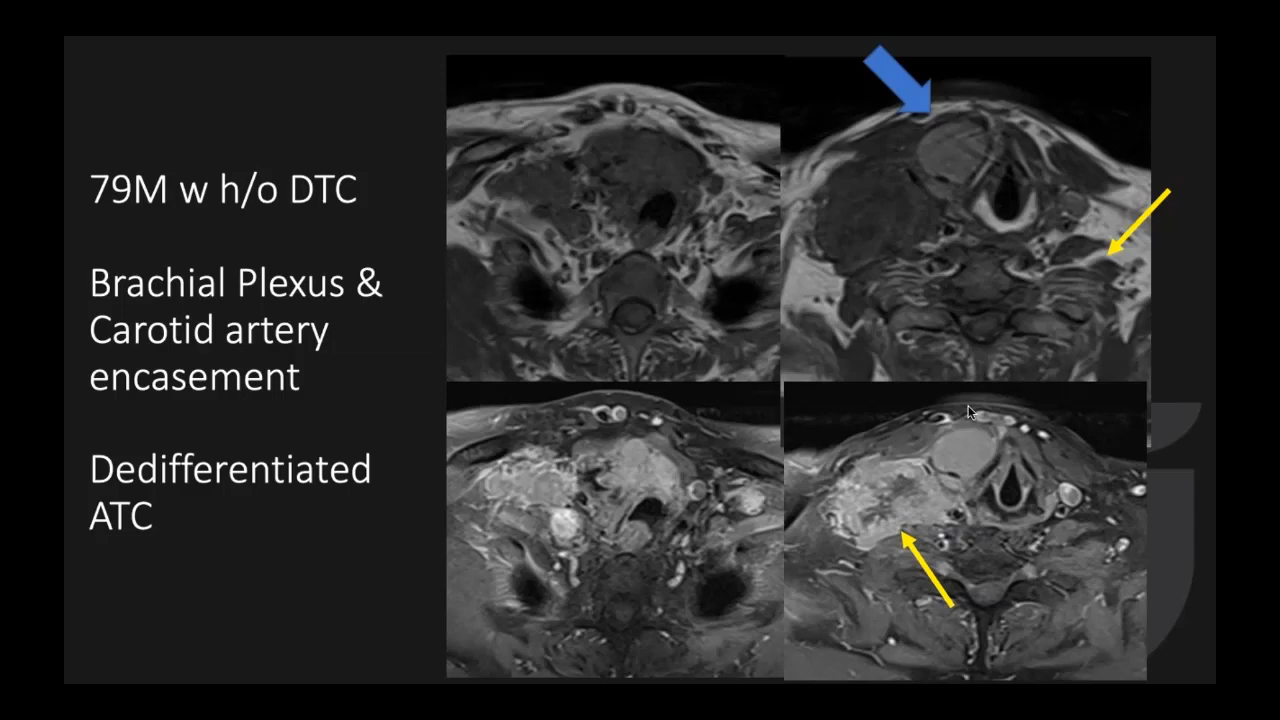 79M w h/o DTC
Brachial Plexus &
Carotid artery
encasement
Dedifferentiated
ATC